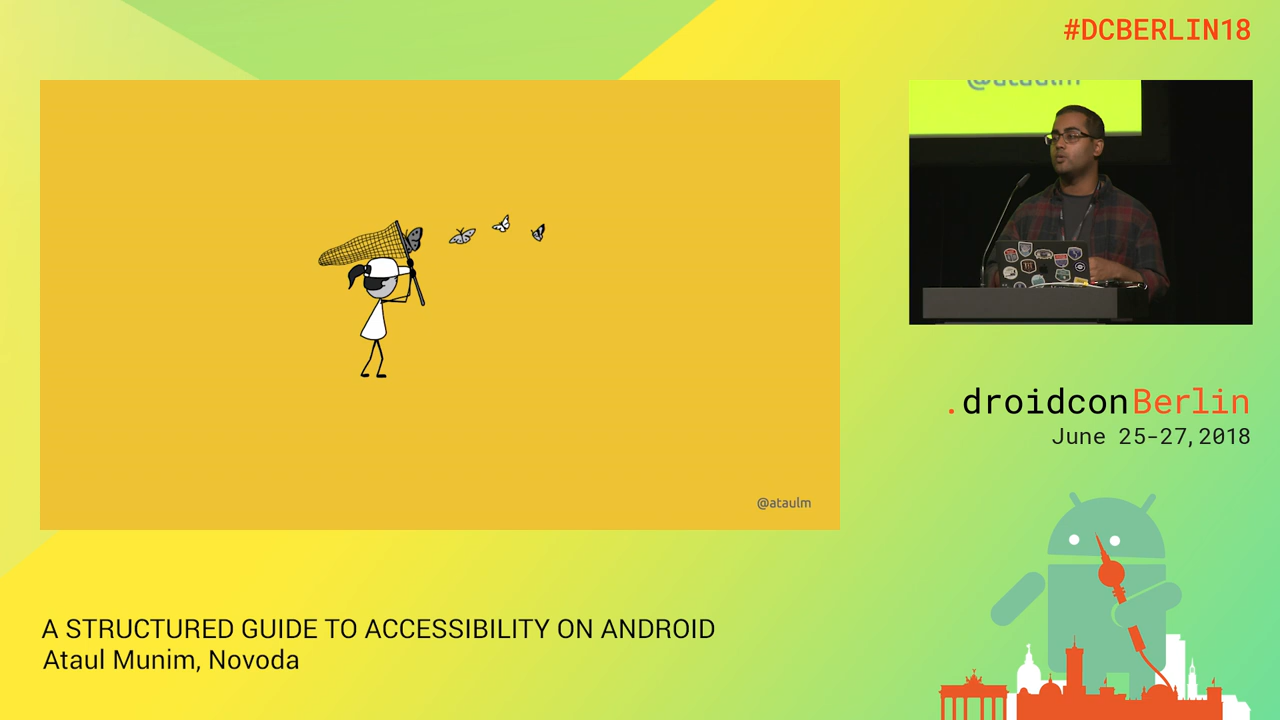 #DCBERLIN18
@ataulm
@ataulm
.droidconBerlin
June 25-27, 2018
A STRUCTURED GUIDE TO ACCESSIBILITY ON ANDROID
Ataul Munim, Novoda